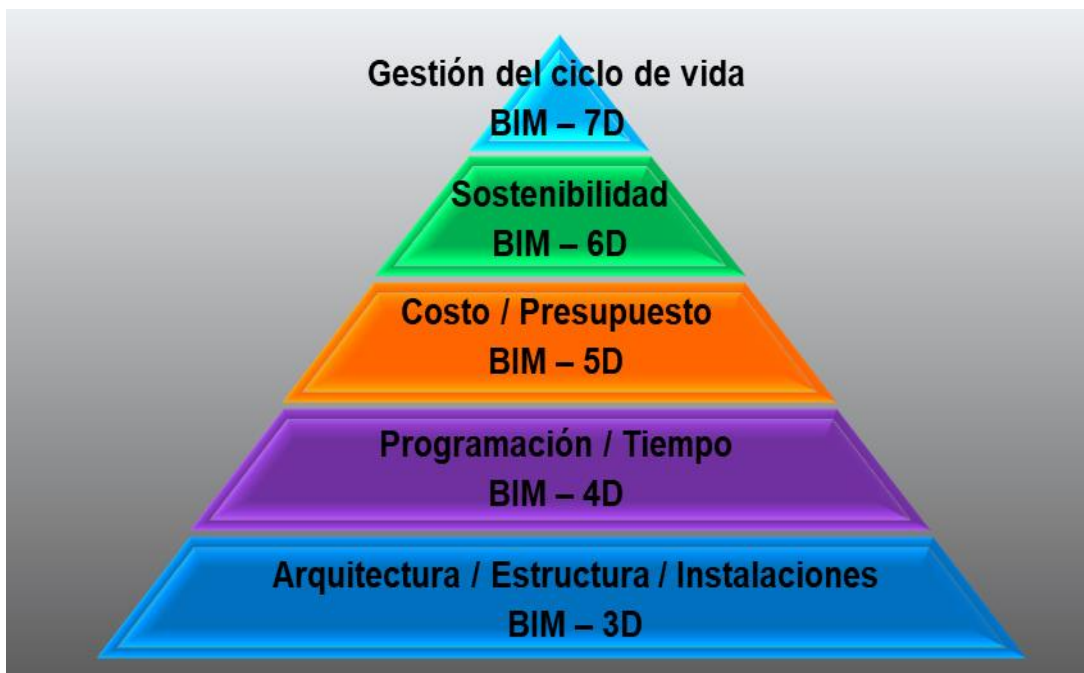 Gestión del ciclo de vida
BIM – 7D
Sostenibilidad
BIM – 6D
Costo / Presupuesto
BIM – 5D
Programación / Tiempo
BIM – 4D
Arquitectura / Estructura / Instalaciones
BIM – 3D